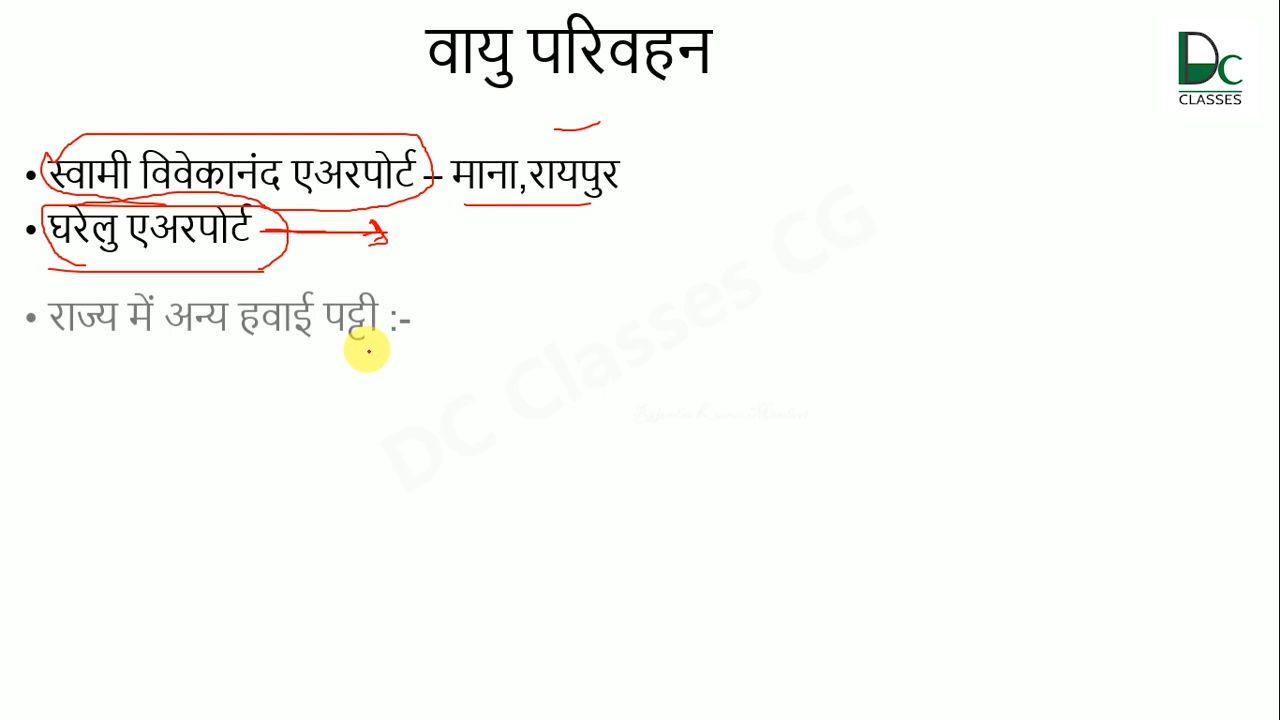 वायु परिवहन
DC
CLASSES
• स्वामी विवेकानंद एअरपोर्ट – माना,रायपुर
• घरेलु एअरपोर्ट
• राज्य में अन्य हवाई पट्टी :-
DC Classes CG